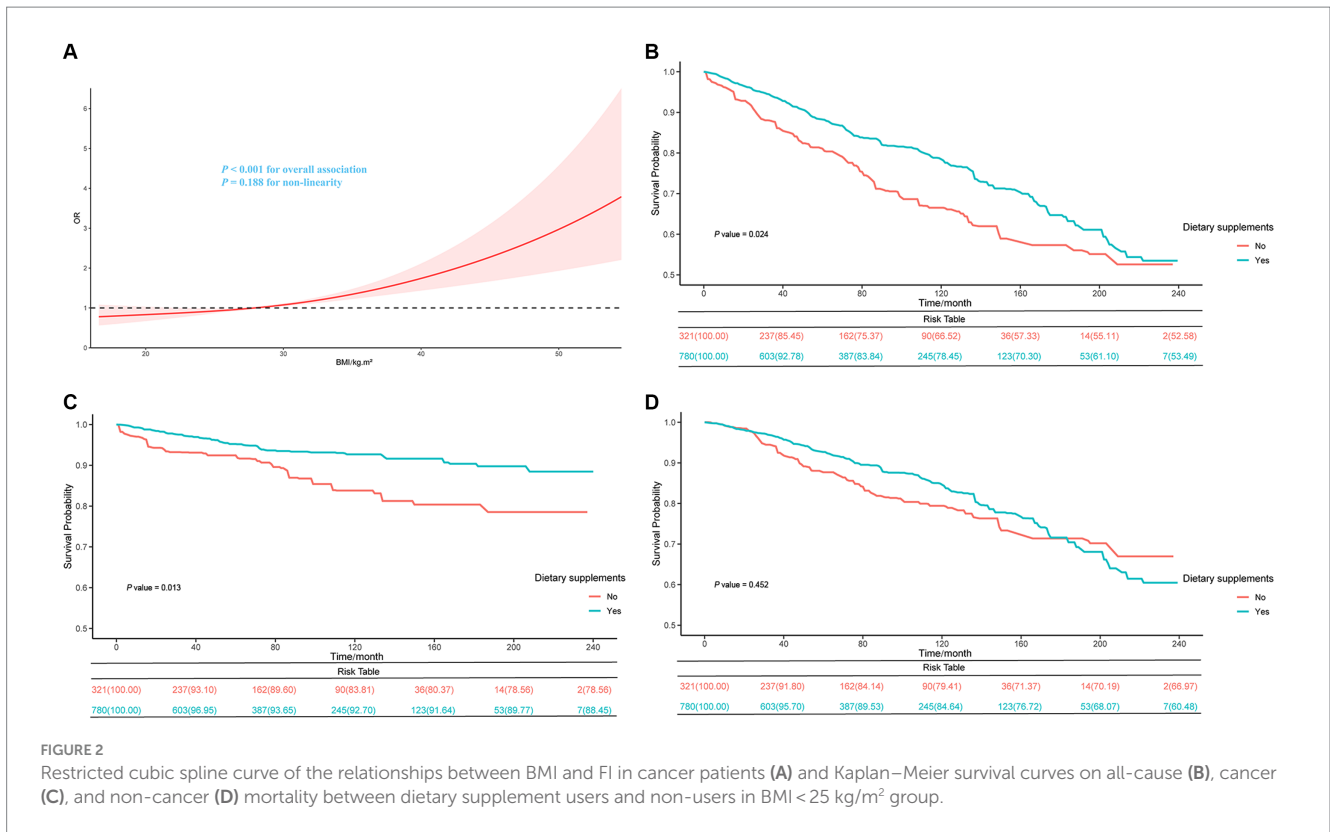 A
6
5
4
3
2
1
0
OR
P < 0.001 for overall association
P = 0.188 for non-linearity
20 30 40 50
BMI/kg.m²
B
1.0
0.9
0.8
0.7
0.6
0.5
Survival Probability
P value = 0.024
Dietary supplements
No
Yes
0 40 80 120 160 200 240
Time/month
Risk Table
321(100.00) 237(85.45) 162(75.37) 90(66.52) 36(57.33) 14(55.11) 2(52.58)
780(100.00) 603(92.78) 387(83.84) 245(78.45) 123(70.30) 53(61.10) 7(53.49)
C
1.0
0.9
0.8
0.7
0.6
0.5
Survival Probability
P value = 0.013
Dietary supplements
No
Yes
0 40 80 120 160 200 240
Time/month
Risk Table
321(100.00) 237(93.10) 162(89.60) 90(83.81) 36(80.37) 14(78.56) 2(78.56)
780(100.00) 603(96.95) 387(93.65) 245(92.70) 123(91.64) 53(89.77) 7(88.45)
D
1.0
0.9
0.8
0.7
0.6
0.5
Survival Probability
P value = 0.452
Dietary supplements
No
Yes
0 40 80 120 160 200 240
Time/month
Risk Table
321(100.00) 237(91.80) 162(84.14) 90(79.41) 36(71.37) 14(70.19) 2(66.97)
780(100.00) 603(95.70) 387(89.53) 245(84.64) 123(76.72) 53(68.07) 7(60.48)
FIGURE 2
Restricted cubic spline curve of the relationships between BMI and FI in cancer patients (A) and Kaplan–Meier survival curves on all-cause (B), cancer
(C), and non-cancer (D) mortality between dietary supplement users and non-users in BMI < 25 kg/m² group.